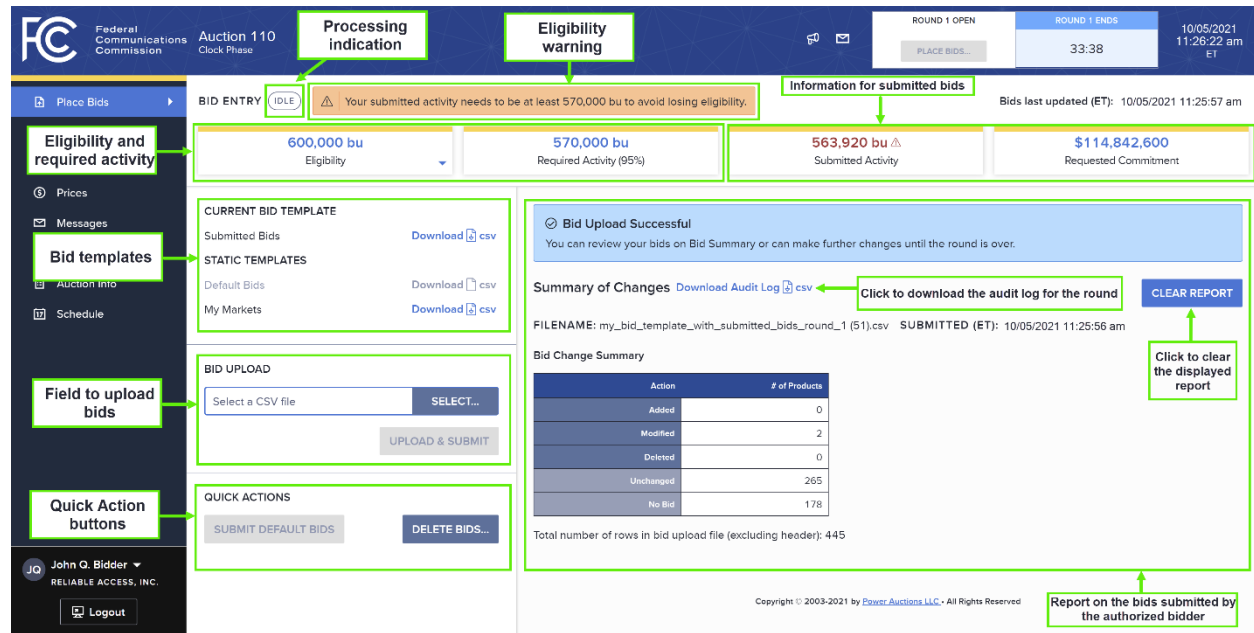 FCC
Federal
Communications
Commission
Auction 110
Clock Phase
Processing
indication
Eligibility
warning
ROUND 1 OPEN
PLACE BIDS...
ROUND 1 ENDS
33:38
10/05/2021
11:26:22 am
ET
Place Bids
BID ENTRY
IDLE
Your submitted activity needs to be at least 570,000 bu to avoid losing eligibility.
Information for submitted bids
Bids last updated (ET): 10/05/2021 11:25:57 am
Eligibility and
required activity
600,000 bu
Eligibility
570,000 bu
Required Activity (95%)
563,920 bu
Submitted Activity
$114,842,600
Requested Commitment
Prices
Messages
Bid templates
Auction Info
Schedule
CURRENT BID TEMPLATE
Submitted Bids Download csv
STATIC TEMPLATES
Default Bids Download csv
My Markets Download csv
Bid Upload Successful
You can review your bids on Bid Summary or can make further changes until the round is over.
Summary of Changes Download Audit Log csv
Click to download the audit log for the round
CLEAR REPORT
FILENAME: my_bid_template_with_submitted_bids_round_1 (51).csv SUBMITTED (ET): 10/05/2021 11:25:56 am
Click to clear
the displayed
report
Field to upload
bids
BID UPLOAD
Select a CSV file
SELECT...
UPLOAD & SUBMIT
Bid Change Summary
Action # of Products
Added 0
Modified 2
Deleted 0
Unchanged 265
No Bid 178
Total number of rows in bid upload file (excluding header): 445
Quick Action
buttons
QUICK ACTIONS
SUBMIT DEFAULT BIDS
DELETE BIDS...
JQ
John Q. Bidder
RELIABLE ACCESS, INC.
Logout
Copyright © 2003-2021 by Power Auctions LLC - All Rights Reserved
Report on the bids submitted by
the authorized bidder